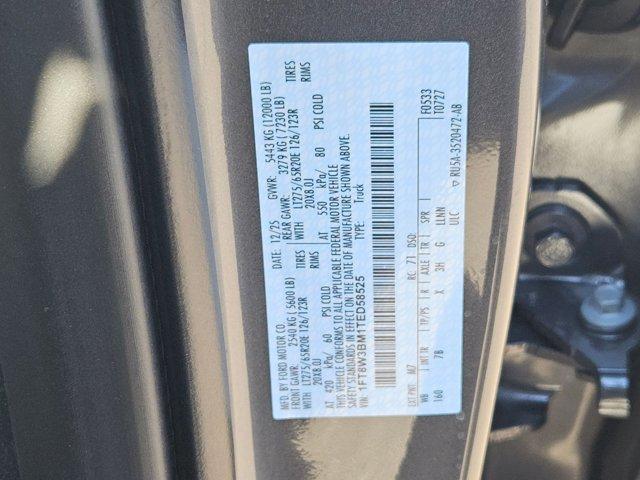 MFD. BY FORD MOTOR CO.
DATE: 12/25 GVWR: 5443 KG (12000 LB)
FRONT GAWR: 2540 KG (5600 LB) REAR GAWR: 3279 KG (7230 LB)
LT275/65R20E 126/123R TIRES WITH LT275/65R20E 126/123R TIRES
20X8.0J RIMS 20X8.0J RIMS
AT 420 kPa/ 60 PSI COLD AT 550 kPa/ 80 PSI COLD
THIS VEHICLE CONFORMS TO ALL APPLICABLE FEDERAL MOTOR VEHICLE
SAFETY STANDARDS IN EFFECT ON THE DATE OF MANUFACTURE SHOWN ABOVE.
VIN: 1FT8W3BM1TED58525 TYPE: Truck
F0533
T0727
EXT PNT: M7 RC: 71 DSO:
WB INT TR TP/PS R AXLE TR SPR
160 7B X 3H G LLNN
ULC
RU5A-3520472-AB